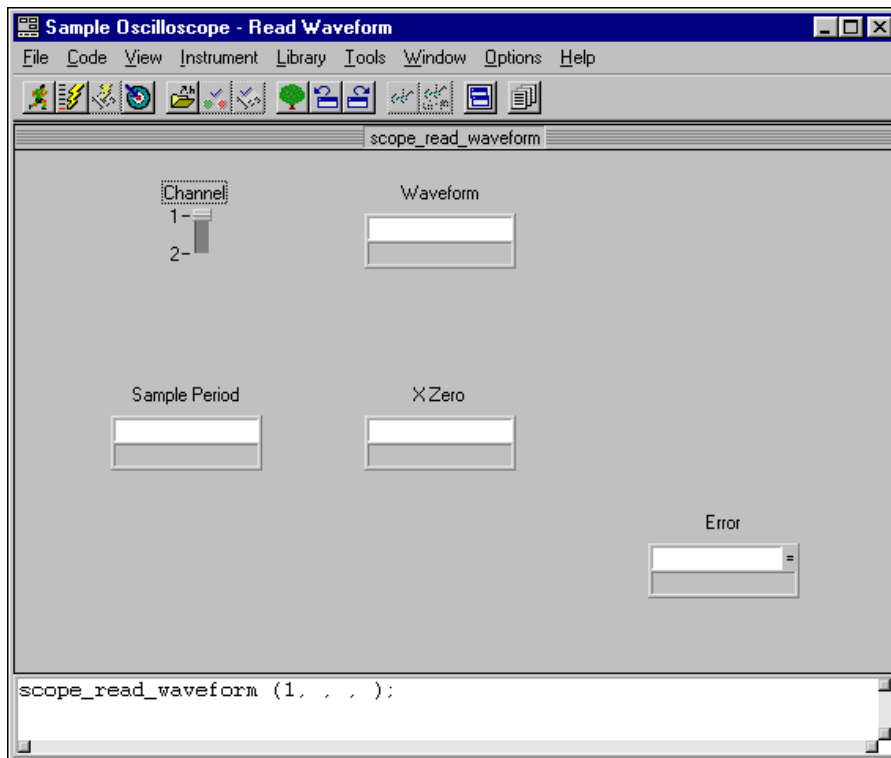 Sample Oscilloscope - Read Waveform
File Code View Instrument Library Tools Window Options Help
scope_read_waveform
Channel
1
2
Waveform
Sample Period
X Zero
Error
=
scope_read_waveform (1, , , );